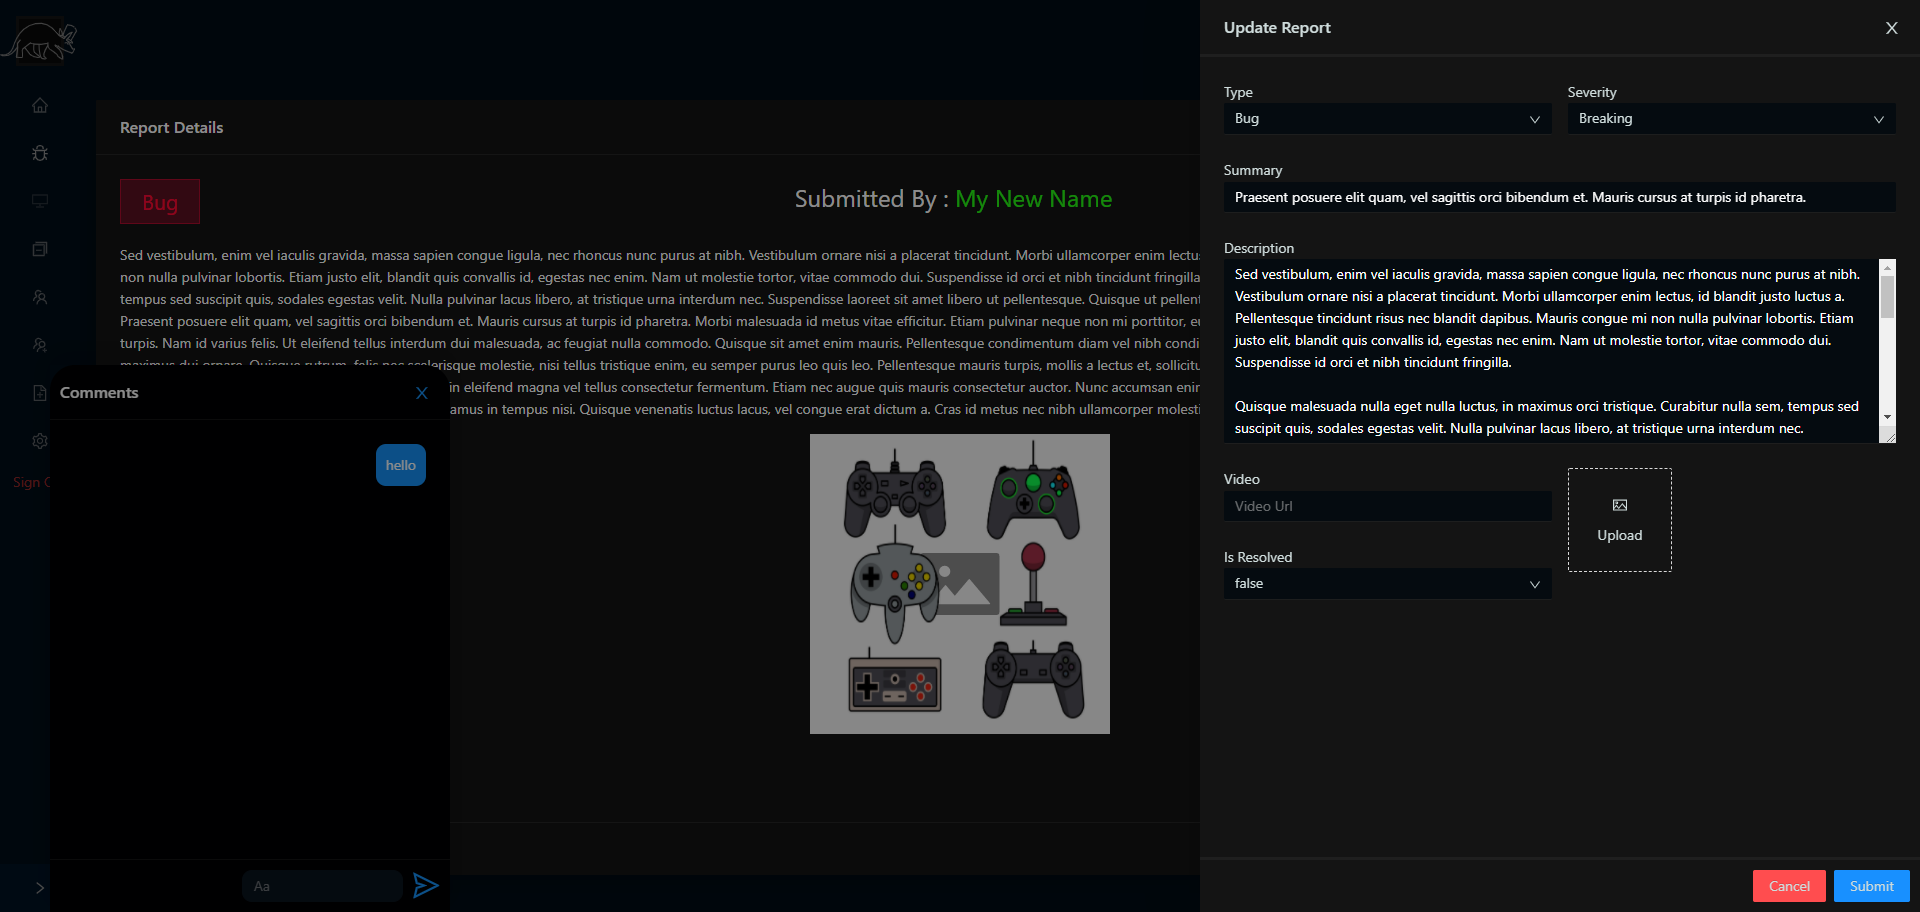 Report Details
Bug
Submitted By : My New Name
Sed vestibulum, enim vel iaculis gravida, massa sapien congue ligula, nec rhoncus nunc purus at nibh. Vestibulum ornare nisi a placerat tincidunt. Morbi ullamcorper enim lectu
non nulla pulvinar lobortis. Etiam justo elit, blandit quis convallis id, egestas nec enim. Nam ut molestie tortor, vitae commodo dui. Suspendisse id orci et nibh tincidunt fringilla
tempus sed suscipit quis, sodales egestas velit. Nulla pulvinar lacus libero, at tristique urna interdum nec. Suspendisse laoreet sit amet libero ut pellentesque. Quisque ut pellen
Praesent posuere elit quam, vel sagittis orci bibendum et. Mauris cursus at turpis id pharetra. Morbi malesuada id metus vitae efficitur. Etiam pulvinar neque non mi porttitor, e
turpis. Nam id varius felis. Ut eleifend tellus interdum dui malesuada, ac feugiat nulla commodo. Quisque sit amet enim mauris. Pellentesque condimentum diam vel nibh condi
maximus dui ornare. Quisque rutrum, felis nec scelerisque molestie, nisi tellus tristique enim, eu semper purus leo quis leo. Pellentesque mauris turpis, mollis a lectus et, sollicitu
in eleifend magna vel tellus consectetur fermentum. Etiam nec augue quis mauris consectetur auctor. Nunc accumsan enir
amus in tempus nisi. Quisque venenatis luctus lacus, vel congue erat dictum a. Cras id metus nec nibh ullamcorper molesti
Sign
Comments
hello
Aa
Update Report
Type
Bug
Severity
Breaking
Summary
Praesent posuere elit quam, vel sagittis orci bibendum et. Mauris cursus at turpis id pharetra.
Description
Sed vestibulum, enim vel iaculis gravida, massa sapien congue ligula, nec rhoncus nunc purus at nibh.
Vestibulum ornare nisi a placerat tincidunt. Morbi ullamcorper enim lectus, id blandit justo luctus a.
Pellentesque tincidunt risus nec blandit dapibus. Mauris congue mi non nulla pulvinar lobortis. Etiam
justo elit, blandit quis convallis id, egestas nec enim. Nam ut molestie tortor, vitae commodo dui.
Suspendisse id orci et nibh tincidunt fringilla.
Quisque malesuada nulla eget nulla luctus, in maximus orci tristique. Curabitur nulla sem, tempus sed
suscipit quis, sodales egestas velit. Nulla pulvinar lacus libero, at tristique urna interdum nec.
Video
Video Url
Upload
Is Resolved
false
Cancel
Submit